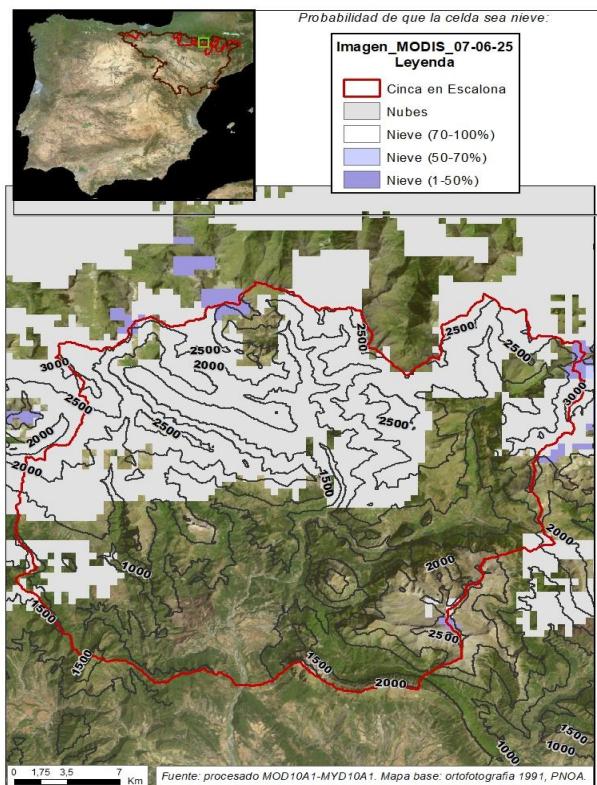 Probabilidad de que la celda sea nieve:
Imagen_MODIS_07-06-25
Leyenda
Cinca en Escalona
Nubes
Nieve (70-100%)
Nieve (50-70%)
Nieve (1-50%)
2500
2500
2500
2500
2000
3000
2500
3000
2500
2500
2500
2000
2000
1500
2000
2000
1000
1500
2500
1500
1500
2000
1500
1000
1000
0 1,75 3,5 7
Km
Fuente: procesado MOD10A1-MYD10A1. Mapa base: ortofotografia 1991, PNOA.